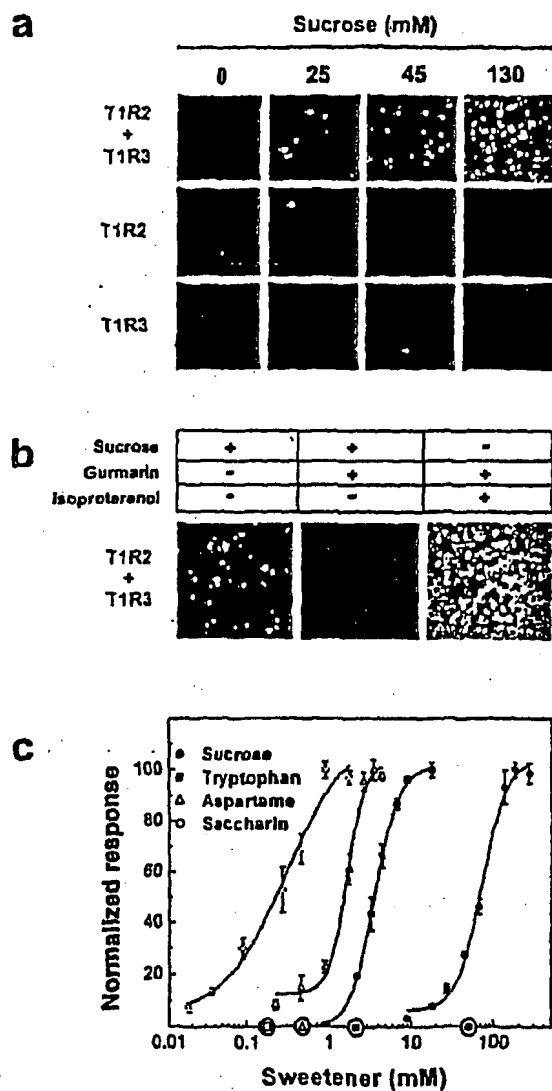 a
Sucrose (mM)
0 25 45 130
T1R2
+
T1R3
T1R2
T1R3
b
Sucrose + + -
Gurmarin - + +
Isoproterenol - - +
T1R2
+
T1R3
c
Normalized response
100
80
60
40
20
Sucrose
Tryptophan
Aspartame
Saccharin
0.01 0.1 1 10 100
Sweetener (mM)